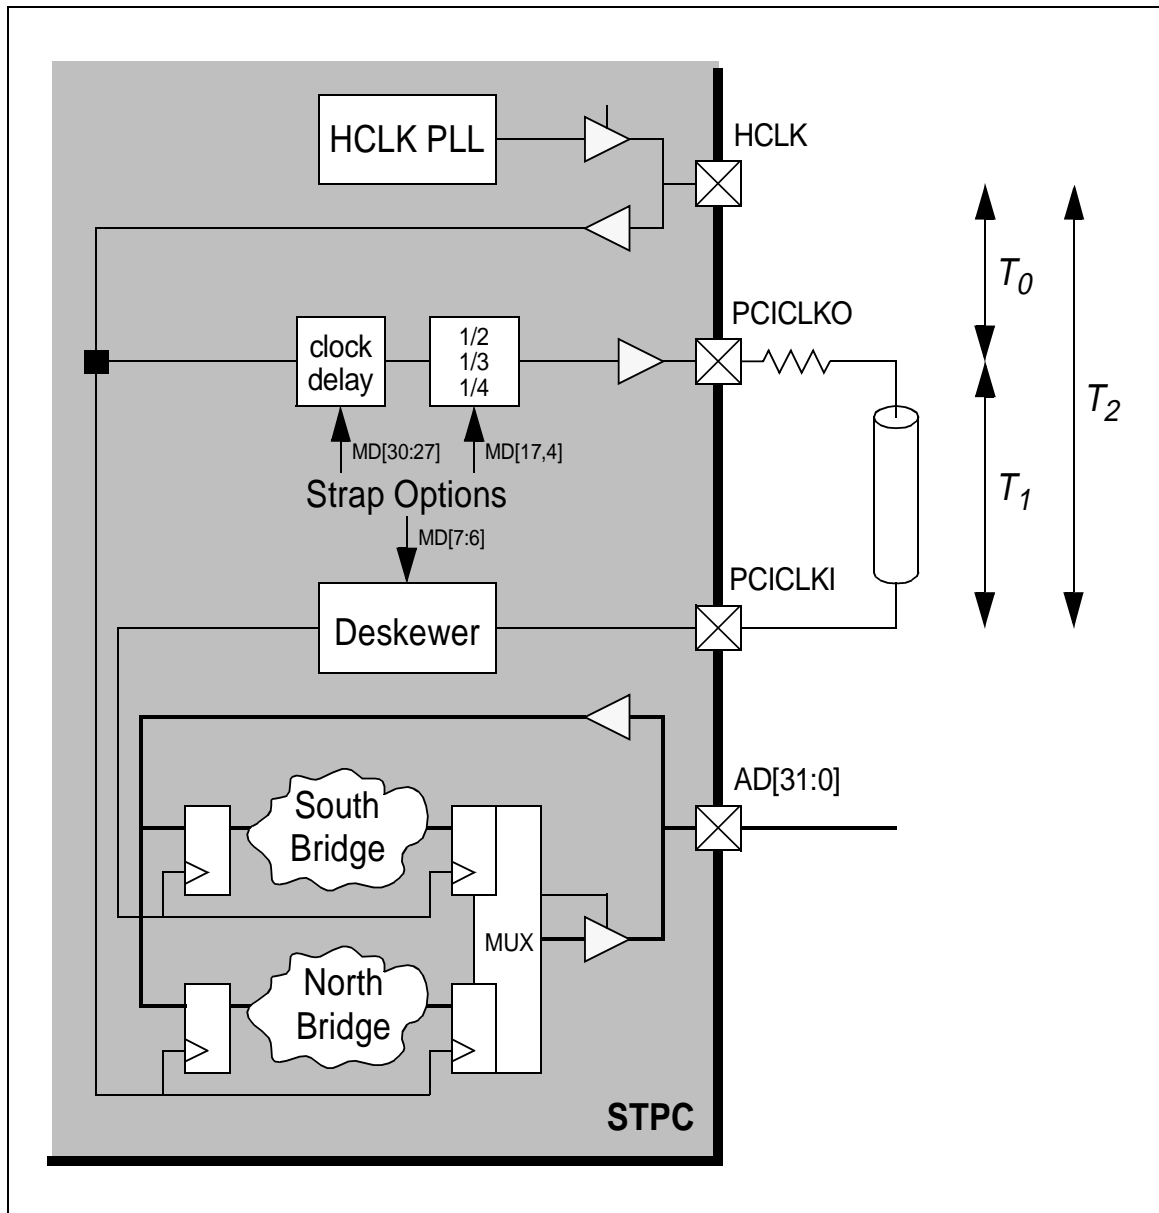 HCLK PLL
HCLK
T0
PCICLKO
clock
delay
1/2
1/3
1/4
T2
MD[30:27]
MD[17,4]
Strap Options
T1
MD[7:6]
PCICLKI
Deskewer
AD[31:0]
South
Bridge
MUX
North
Bridge
STPC